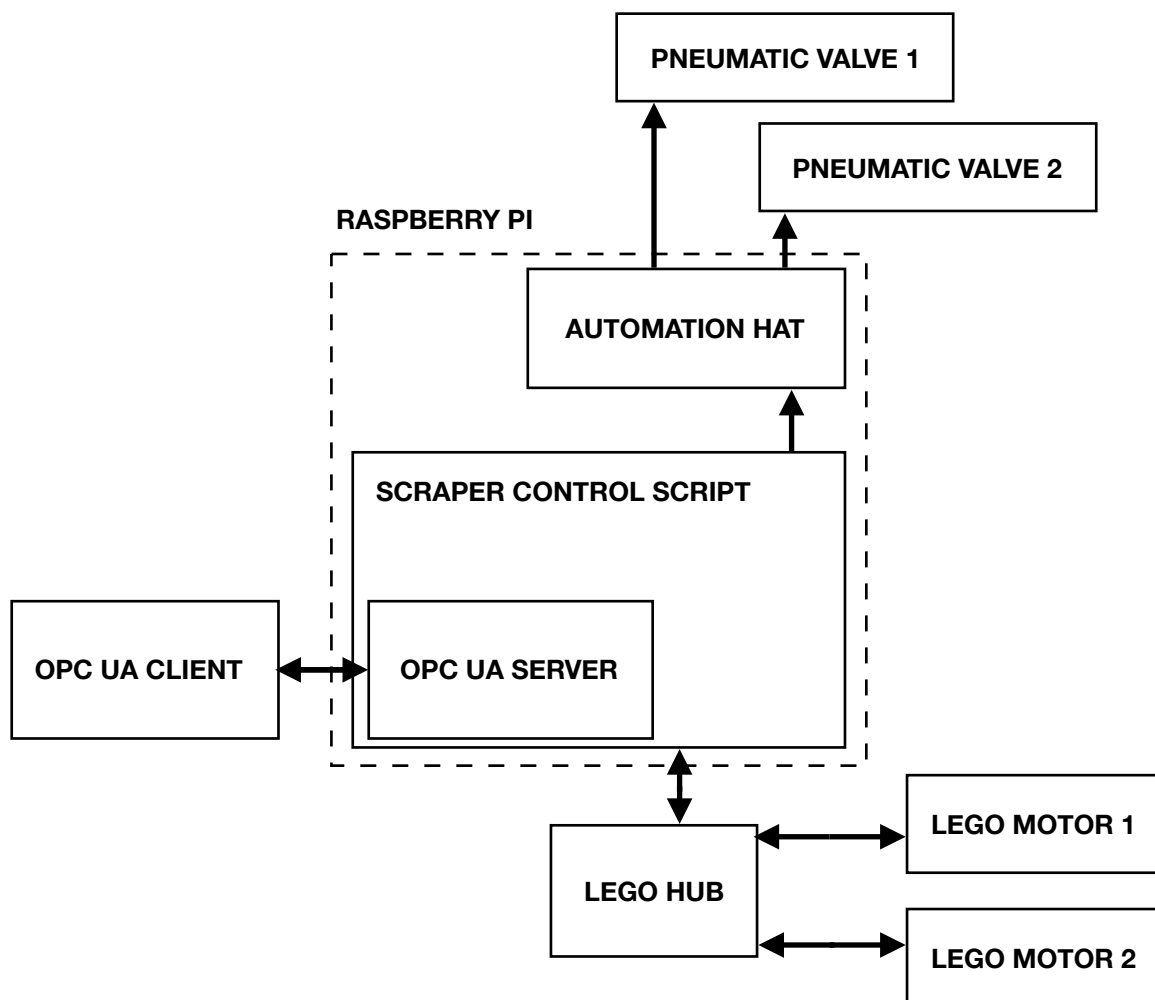 PNEUMATIC VALVE 1
PNEUMATIC VALVE 2
RASPBERRY PI
AUTOMATION HAT
SCRAPER CONTROL SCRIPT
OPC UA CLIENT
OPC UA SERVER
LEGO MOTOR 1
LEGO HUB
LEGO MOTOR 2